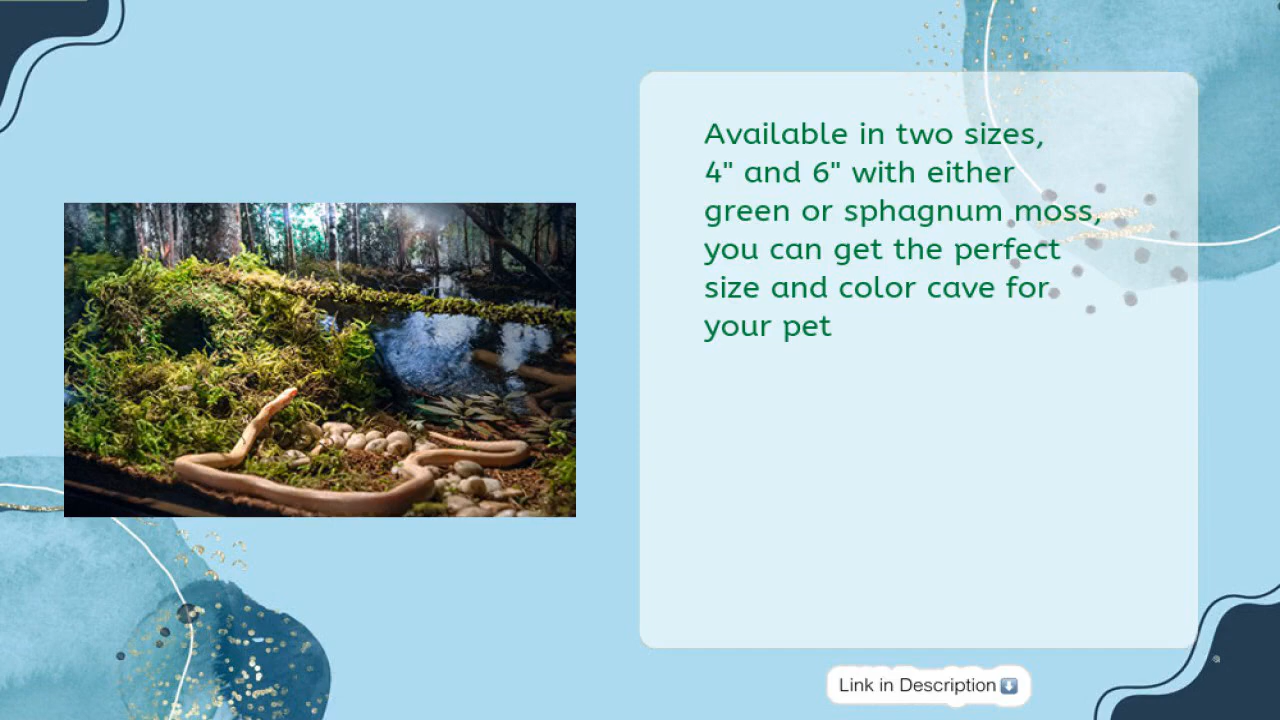 Available in two sizes,
4" and 6" with either
green or sphagnum moss,
you can get the perfect
size and color cave for
your pet
Link in Description⬇️